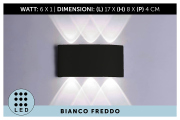 WATT: 6 X 1 | DIMENSIONI: (L) 17 X (H) 8 X (P) 4 CM
LED
BIANCO FREDDO